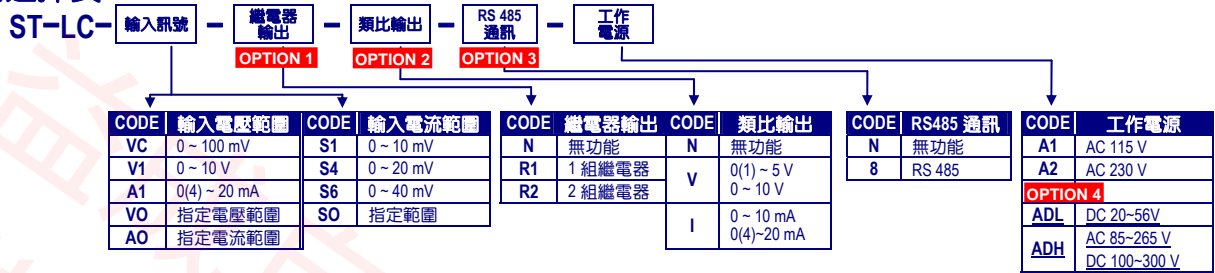 ST-LC- 輸入訊號 - 繼電器輸出 - 類比輸出 - RS 485 通訊 - 工作電源
OPTION 1 OPTION 2 OPTION 3
CODE 輸入電壓範圍
VC 0 ~ 100 mV
V1 0 ~ 10 V
A1 0(4) ~ 20 mA
VO 指定電壓範圍
AO 指定電流範圍
CODE 輸入電流範圍
S1 0 ~ 10 mV
S4 0 ~ 20 mV
S6 0 ~ 40 mV
SO 指定範圍
CODE 繼電器輸出
N 無功能
R1 1 組繼電器
R2 2 組繼電器
CODE 類比輸出
N 無功能
V 0(1) ~ 5 V
0 ~ 10 V
I 0 ~ 10 mA
0(4)~20 mA
CODE RS485 通訊
N 無功能
8 RS 485
CODE 工作電源
A1 AC 115 V
A2 AC 230 V
OPTION 4
ADL DC 20~56V
ADH AC 85~265 V
DC 100~300 V